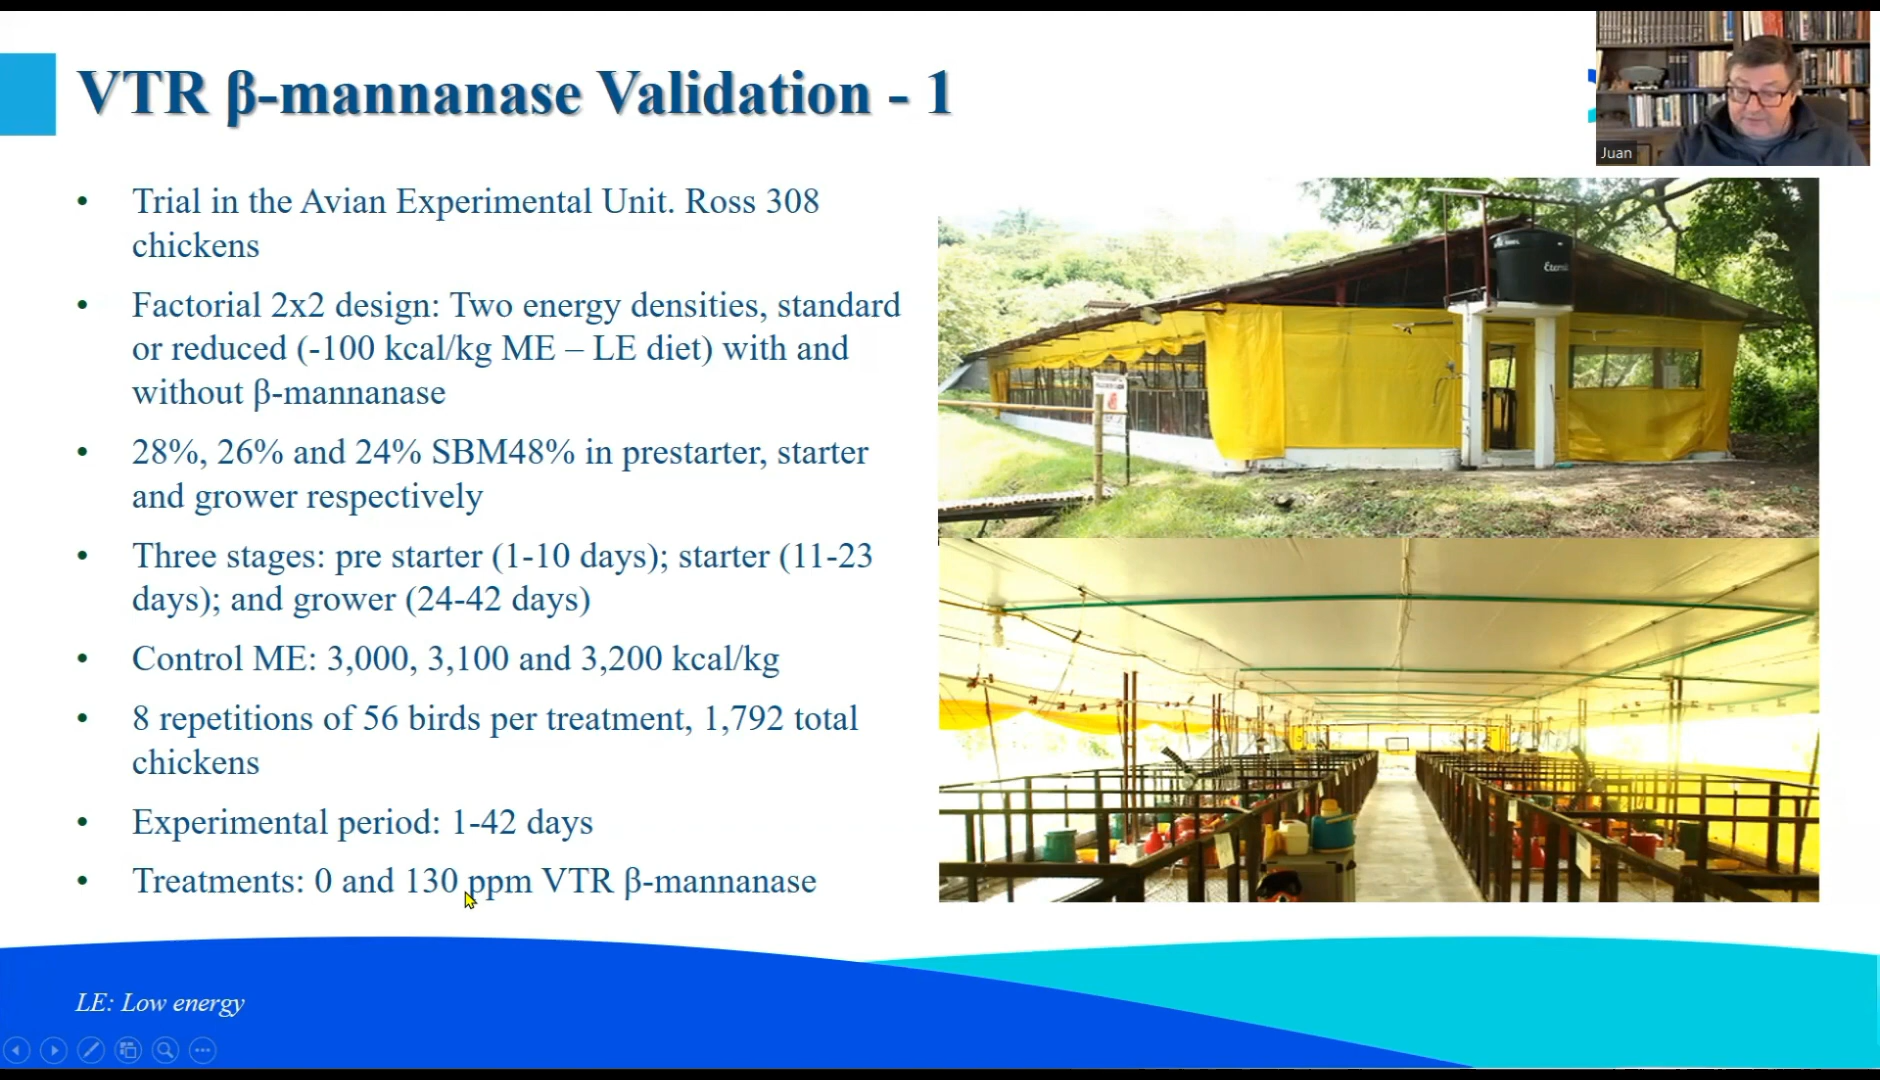 VTR β-mannanase Validation - 1
Juan
• Trial in the Avian Experimental Unit. Ross 308
chickens
• Factorial 2x2 design: Two energy densities, standard
or reduced (-100 kcal/kg ME – LE diet) with and
without β-mannanase
• 28%, 26% and 24% SBM48% in prestarter, starter
and grower respectively
• Three stages: pre starter (1-10 days); starter (11-23
days); and grower (24-42 days)
• Control ME: 3,000, 3,100 and 3,200 kcal/kg
• 8 repetitions of 56 birds per treatment, 1,792 total
chickens
• Experimental period: 1-42 days
• Treatments: 0 and 130 ppm VTR β-mannanase
LE: Low energy